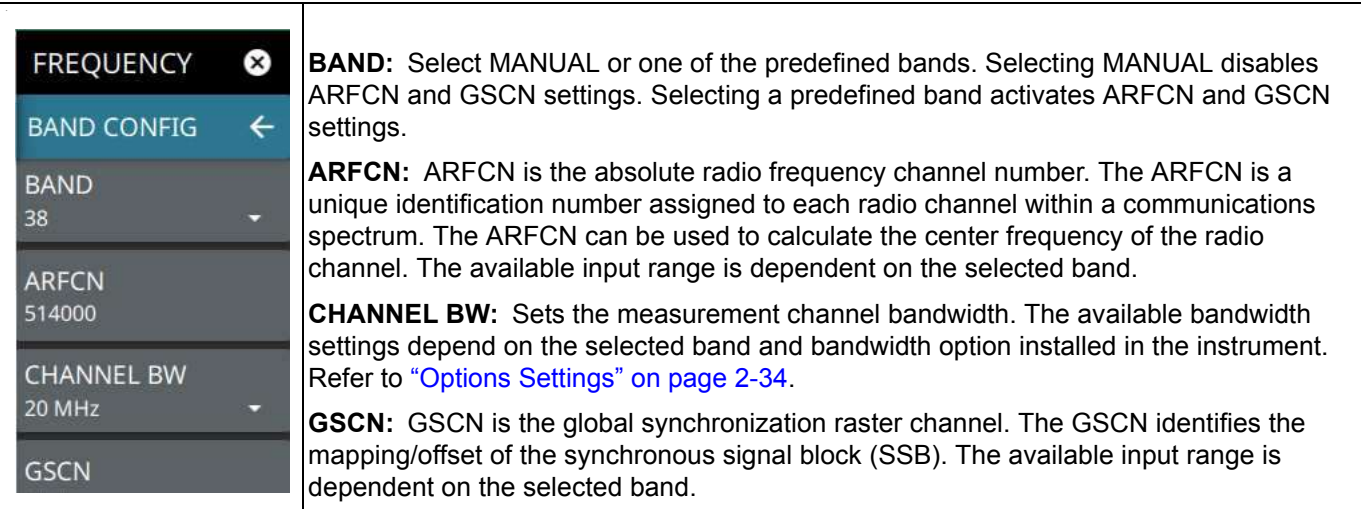 FREQUENCY
BAND CONFIG
BAND
38
ARFCN
514000
CHANNEL BW
20 MHz
GSCN
BAND: Select MANUAL or one of the predefined bands. Selecting MANUAL disables
ARFCN and GSCN settings. Selecting a predefined band activates ARFCN and GSCN
settings.
ARFCN: ARFCN is the absolute radio frequency channel number. The ARFCN is a
unique identification number assigned to each radio channel within a communications
spectrum. The ARFCN can be used to calculate the center frequency of the radio
channel. The available input range is dependent on the selected band.
CHANNEL BW: Sets the measurement channel bandwidth. The available bandwidth
settings depend on the selected band and bandwidth option installed in the instrument.
Refer to “Options Settings” on page 2-34.
GSCN: GSCN is the global synchronization raster channel. The GSCN identifies the
mapping/offset of the synchronous signal block (SSB). The available input range is
dependent on the selected band.